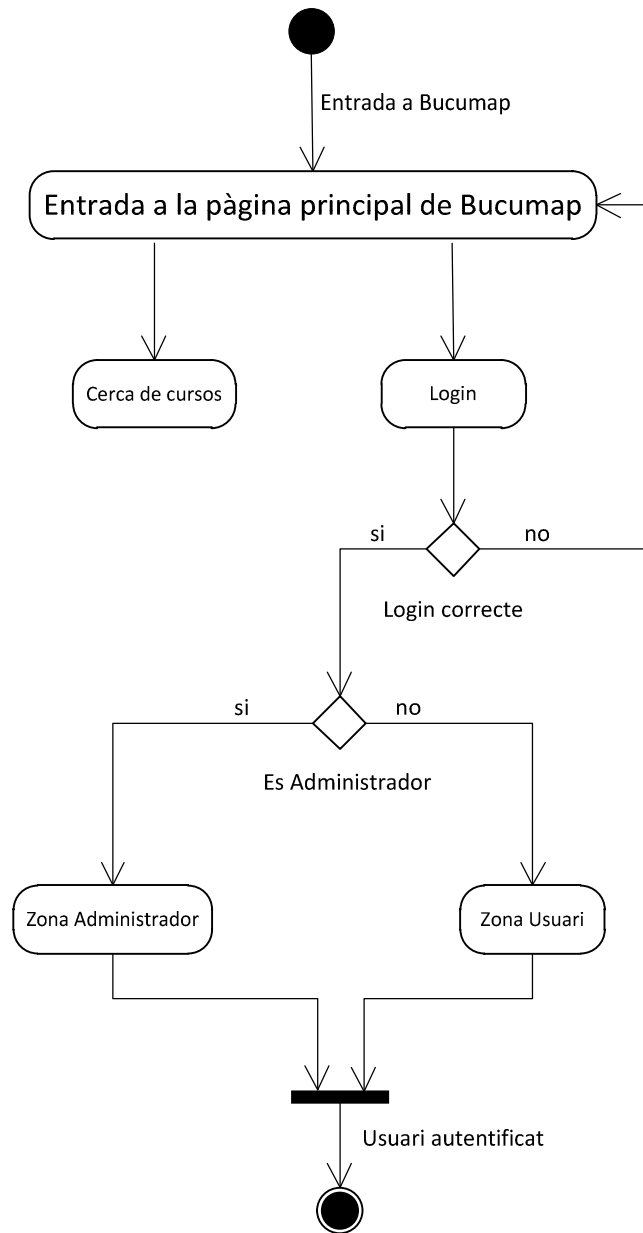 Entrada a Bucumap
Entrada a la pàgina principal de Bucumap
Cerca de cursos
Login
si
no
Login correcte
si
no
Es Administrador
Zona Administrador
Zona Usuari
Usuari autentificat